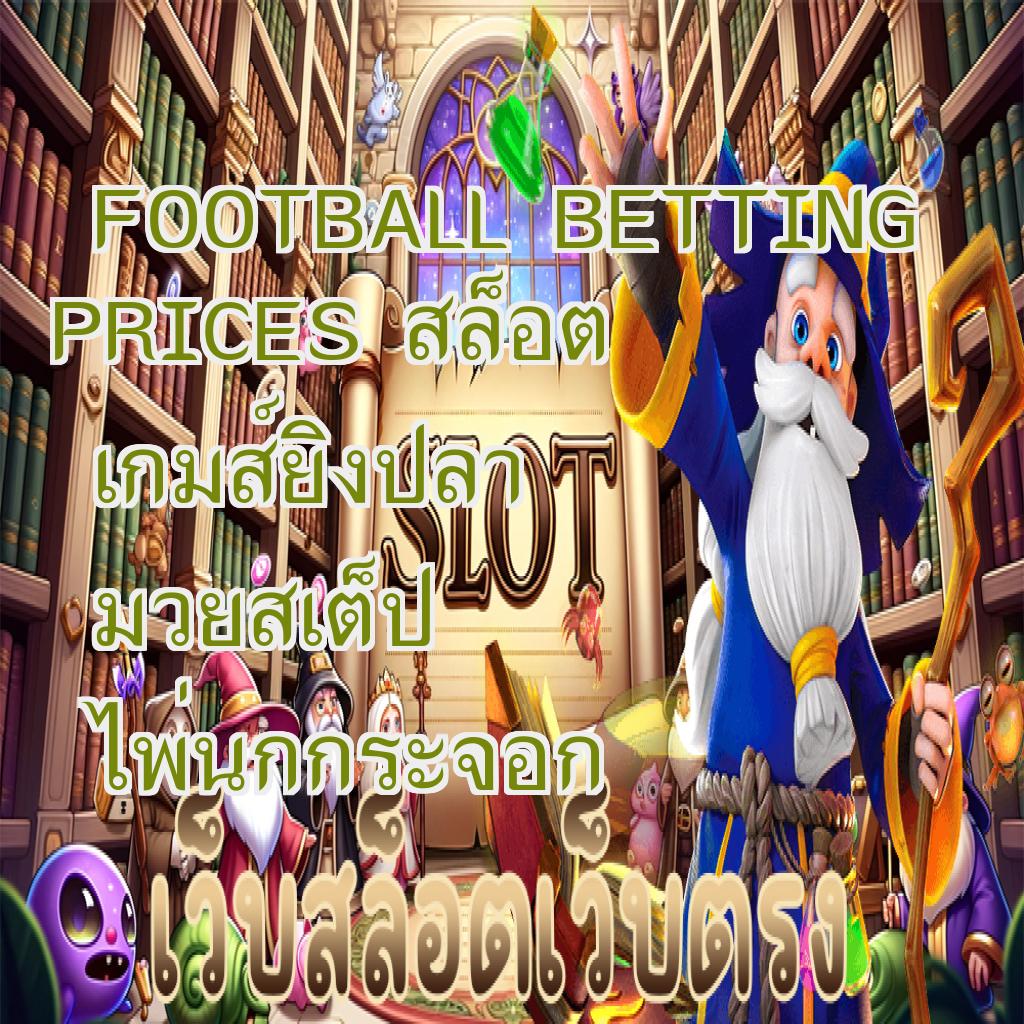 FOOTBALL BETTING
PRICES สล็อต
เกมส์ยิงปลา
SLOT
มวยสเต็ป
ไพ่นกกระจอก
เว็บสล็อตเว็บตรง